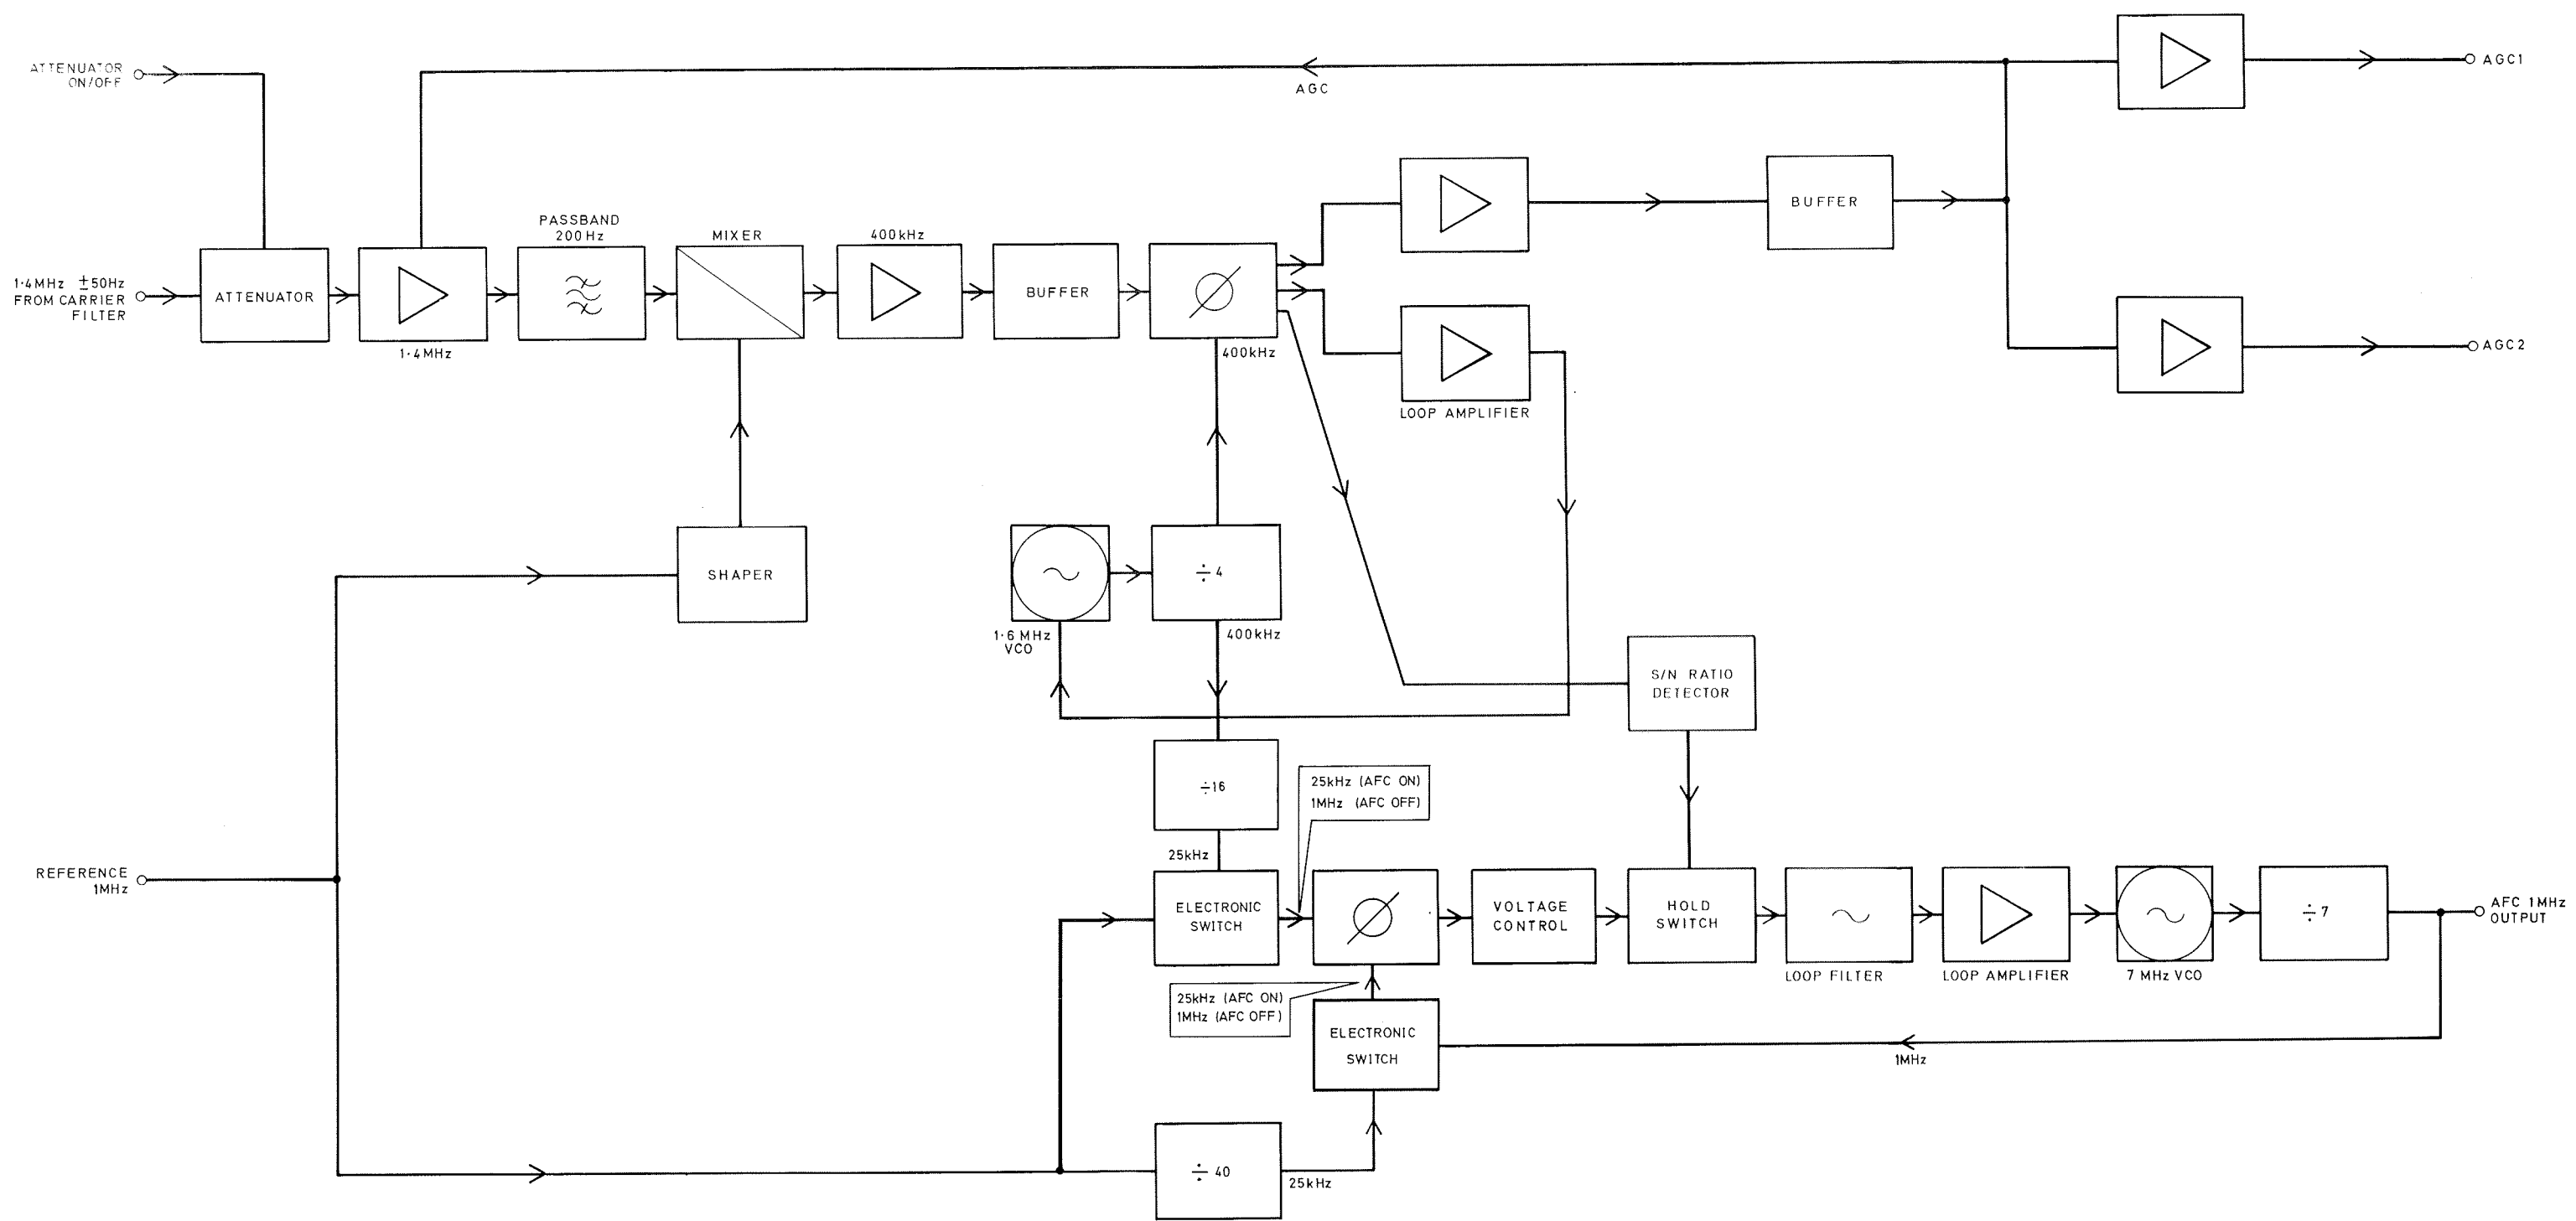 ATTENUATOR
ON/OFF
AGC
AGC1
PASSBAND
200Hz
MIXER
400kHz
BUFFER
1·4MHz ±50Hz
FROM CARRIER
FILTER
ATTENUATOR
BUFFER
1·4MHz
400kHz
AGC2
LOOP AMPLIFIER
SHAPER
÷4
1·6MHz
VCO
400kHz
S/N RATIO
DETECTOR
÷16
25kHz (AFC ON)
1MHz (AFC OFF)
25kHz
REFERENCE
1MHz
ELECTRONIC
SWITCH
VOLTAGE
CONTROL
HOLD
SWITCH
÷7
AFC 1MHz
OUTPUT
LOOP FILTER
LOOP AMPLIFIER
7 MHz VCO
25kHz (AFC ON)
1MHz (AFC OFF)
ELECTRONIC
SWITCH
1MHz
÷40
25kHz